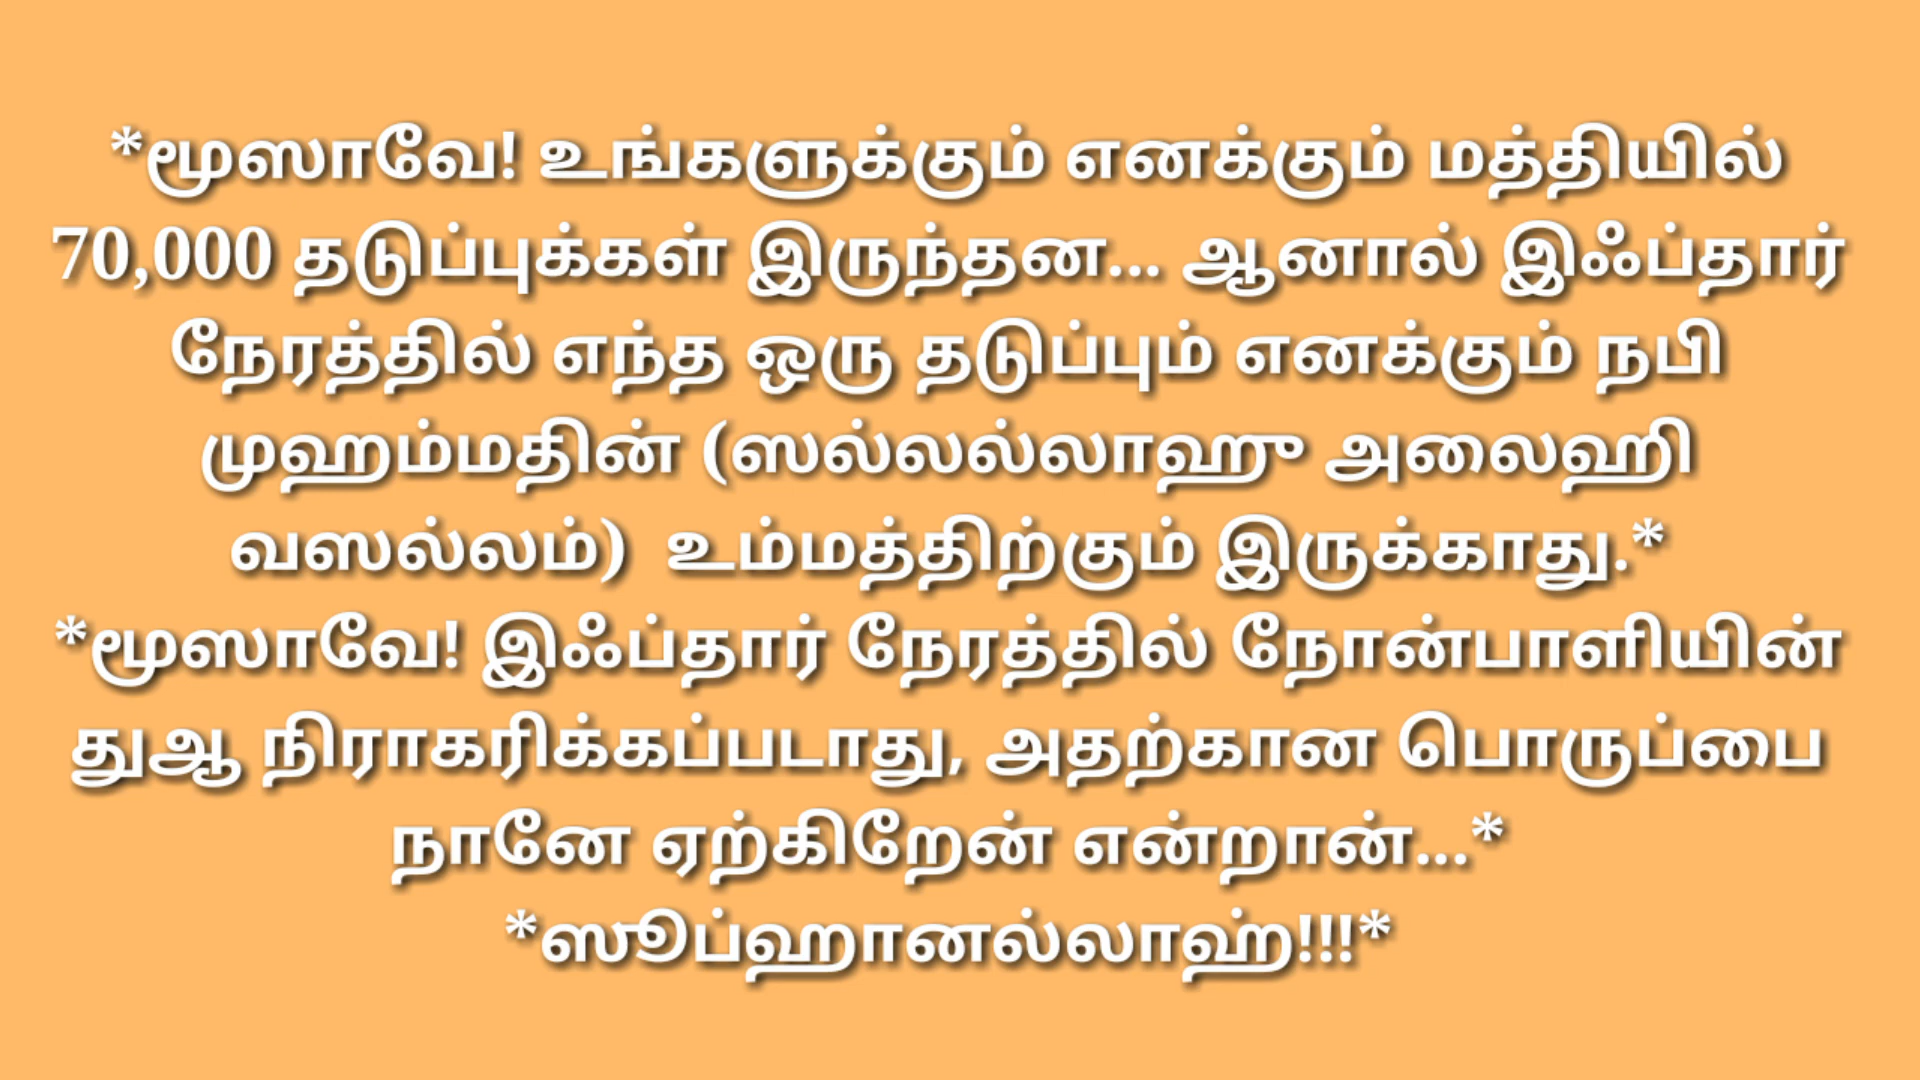 *மூஸாவே! உங்களுக்கும் எனக்கும் மத்தியில்
70,000 தடுப்புக்கள் இருந்தன... ஆனால் இஃப்தார்
நேரத்தில் எந்த ஒரு தடுப்பும் எனக்கும் நபி
முஹம்மதின் (ஸல்லல்லாஹு அலைஹி
வஸல்லம்)  உம்மத்திற்கும் இருக்காது.*
*மூஸாவே! இஃப்தார் நேரத்தில் நோன்பாளியின்
துஆ நிராகரிக்கப்படாது, அதற்கான பொருப்பை
நானே ஏற்கிறேன் என்றான்...*
*ஸூப்ஹானல்லாஹ்!!!*